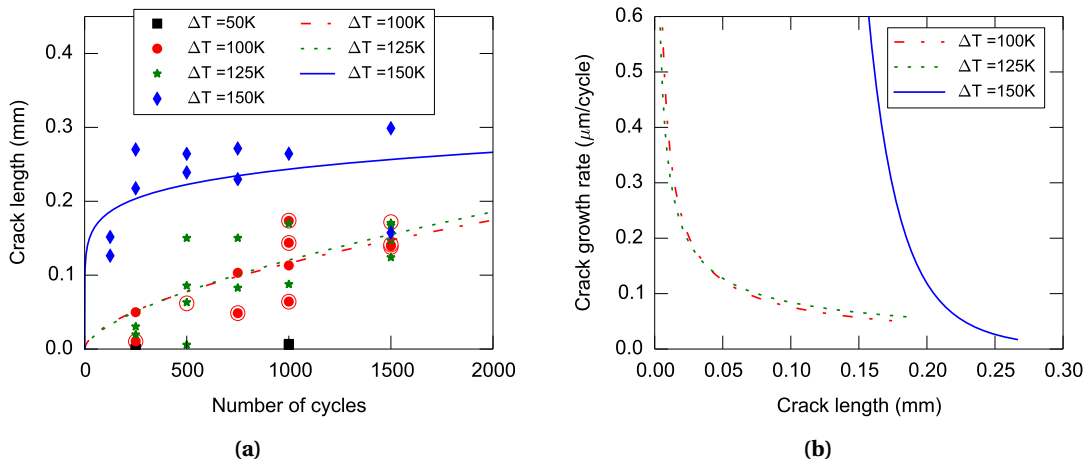 0.4
0.3
0.2
0.1
0.0
0
500
1000
1500
2000
Crack length (mm)
Number of cycles
ΔT =50K
ΔT =100K
ΔT =125K
ΔT =150K
ΔT =100K
ΔT =125K
ΔT =150K
(a)
0.6
0.5
0.4
0.3
0.2
0.1
0.0
0.00
0.05
0.10
0.15
0.20
0.25
0.30
Crack growth rate (μm/cycle)
Crack length (mm)
ΔT =100K
ΔT =125K
ΔT =150K
(b)